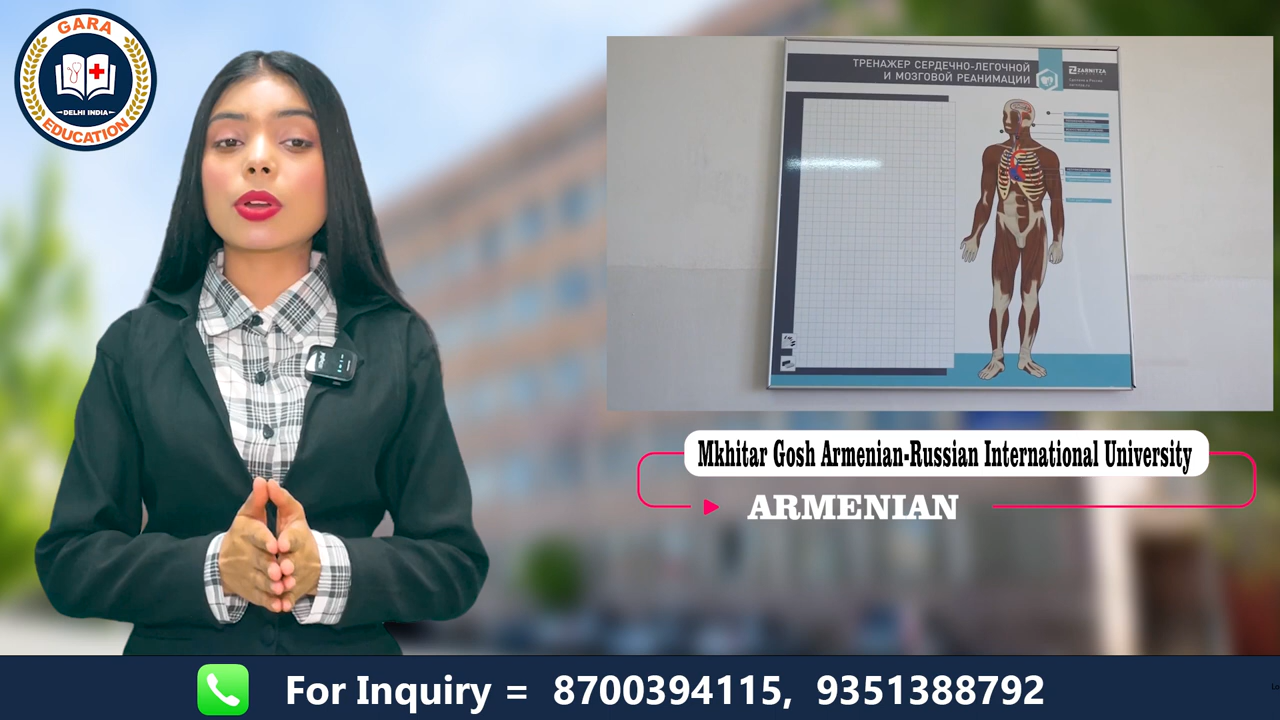 GARA
DELHI INDIA
EDUCATION
ТРЕНАЖЕР СЕРДЕЧНО-ЛЕГОЧНОЙ
И МОЗГОВОЙ РЕАНИМАЦИИ
ZARNITZA
Mkhitar Gosh Armenian-Russian International University
ARMENIAN
For Inquiry = 8700394115, 9351388792